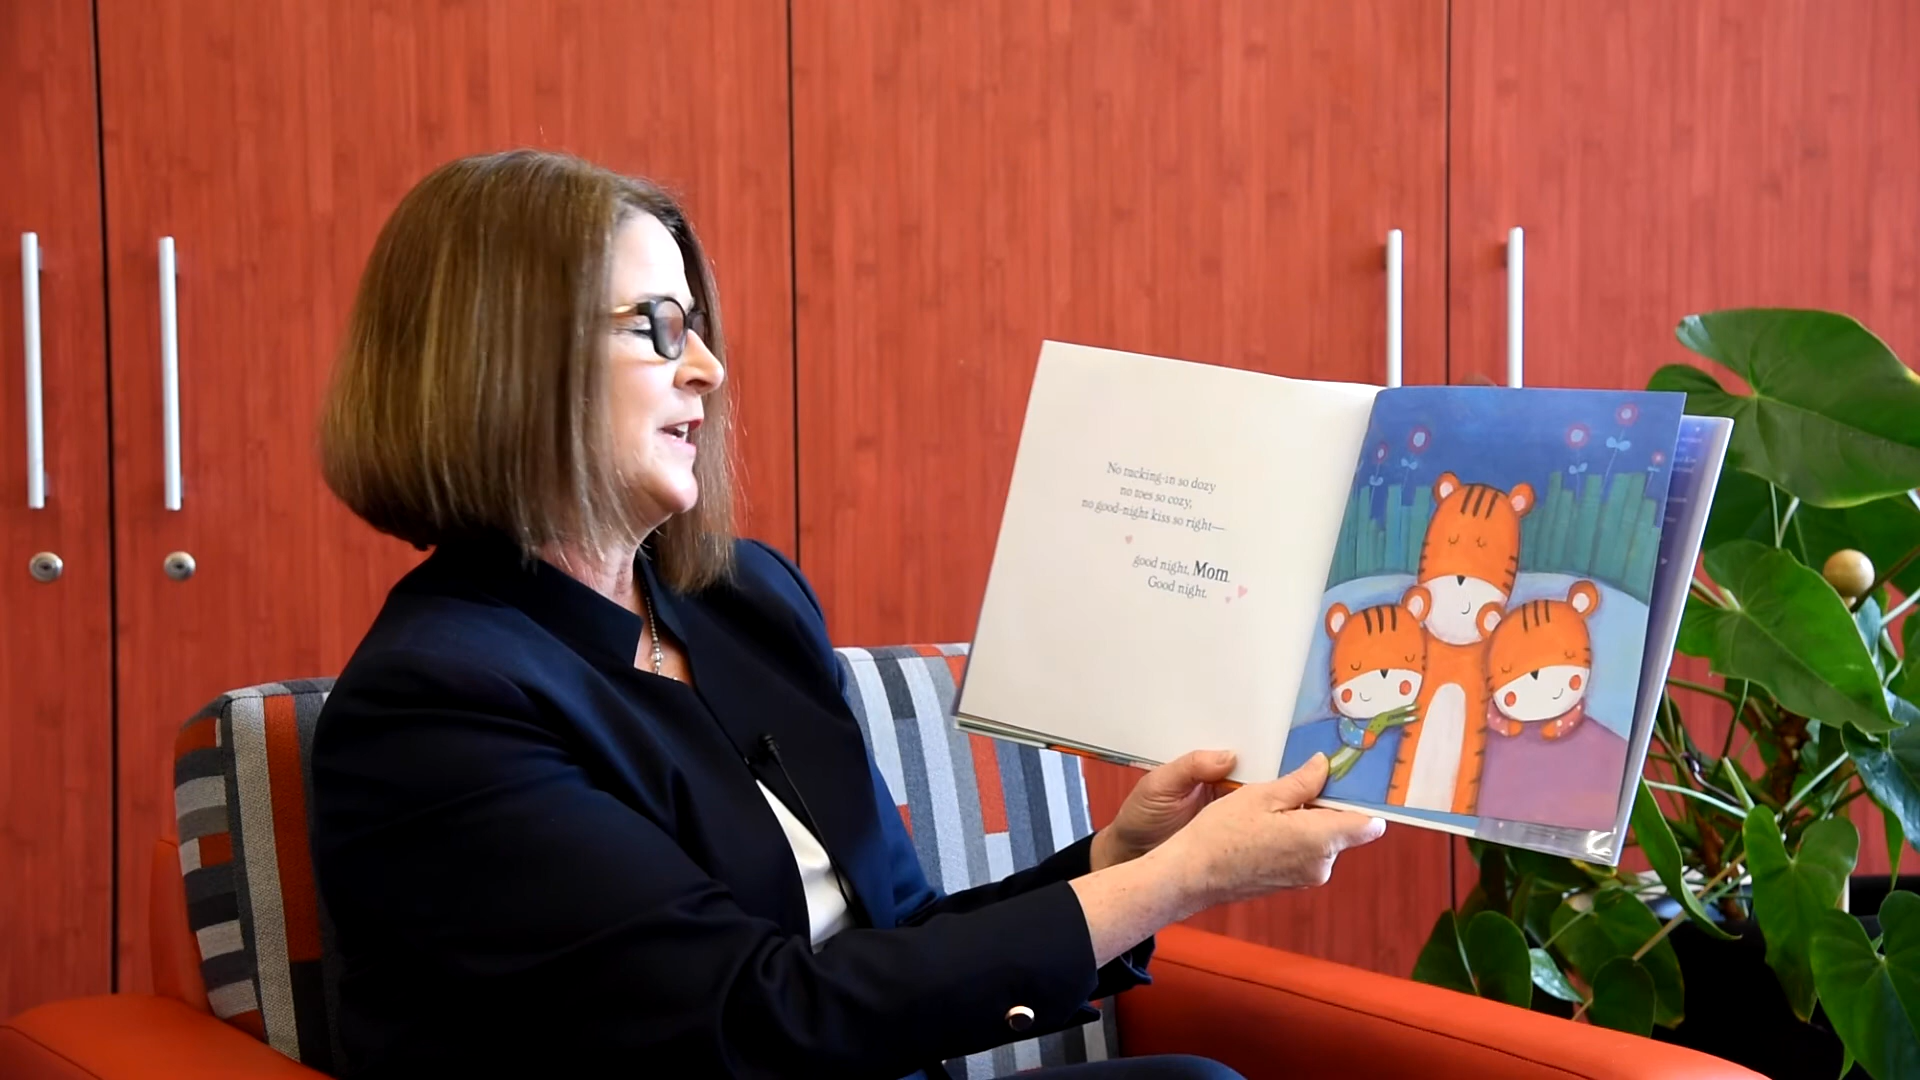 No tucking-in so dozy
no toes so cozy,
no good-night kiss so right—
good night, Mom.
Good night.